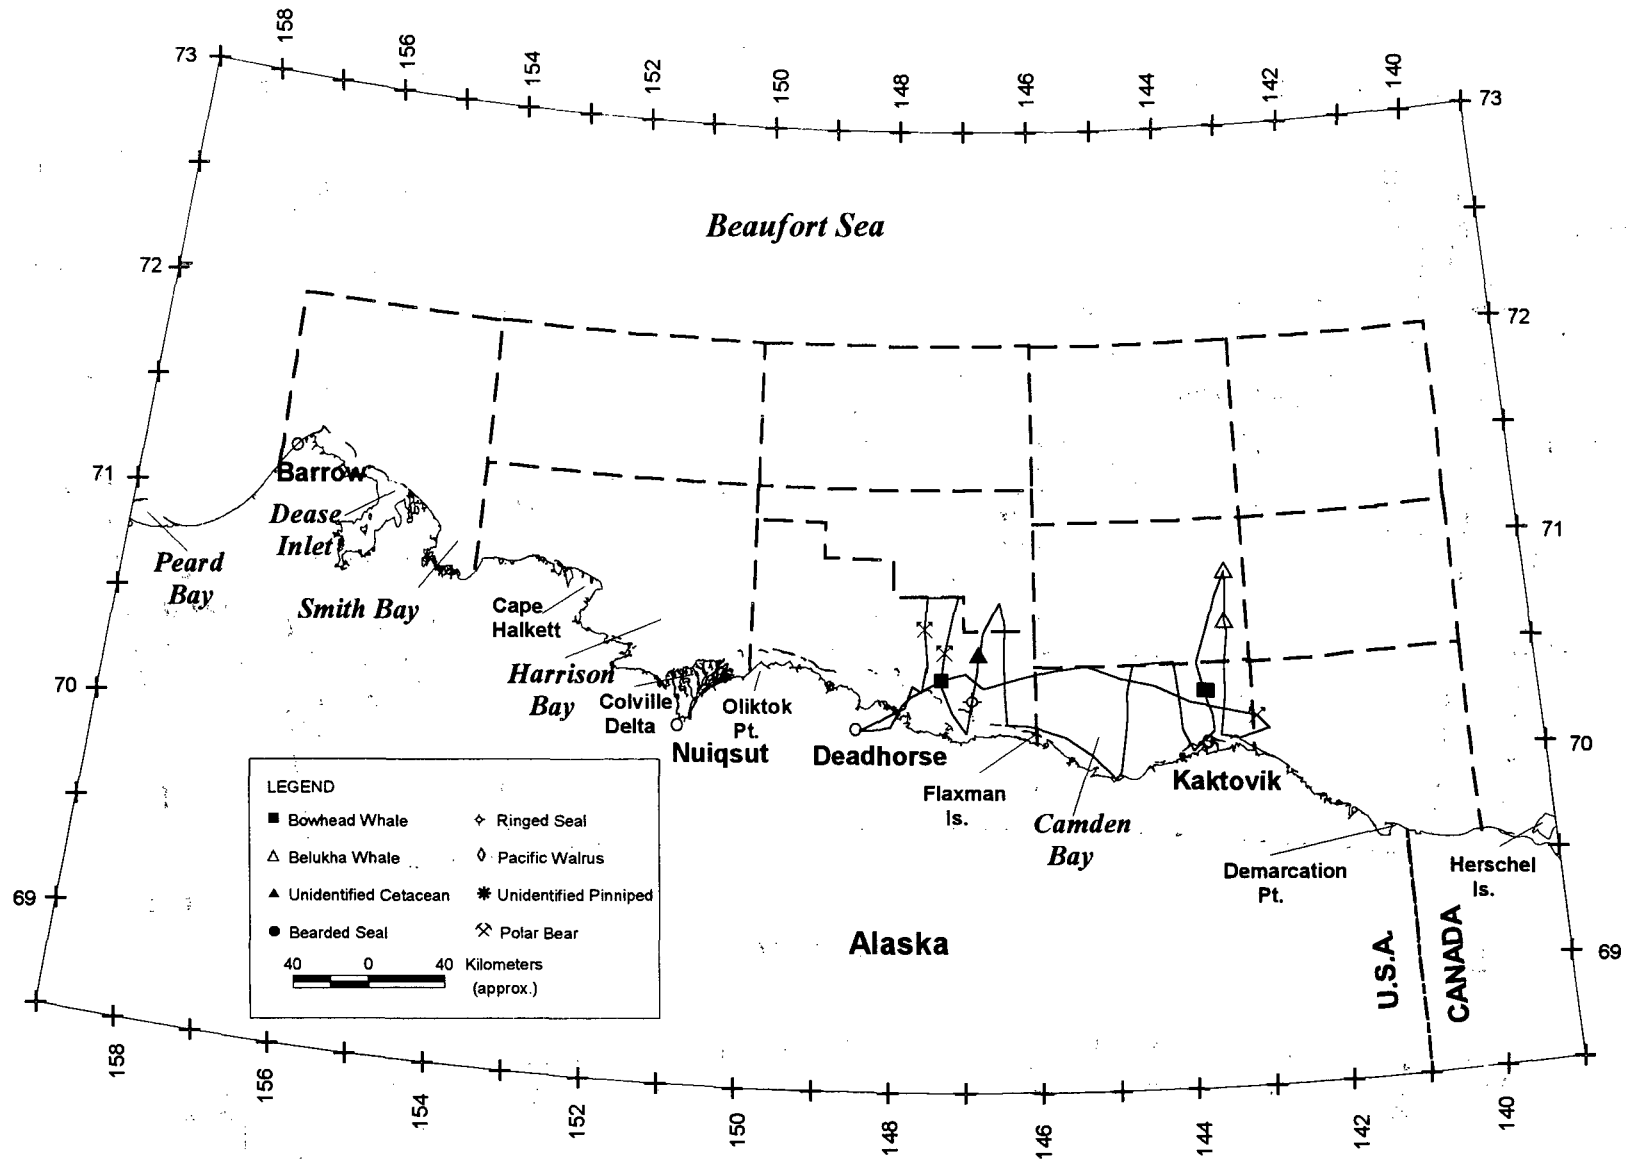 158
156
154
152
150
148
146
144
142
140
73
73
Beaufort Sea
72
72
71
71
Barrow
Dease
Inlet
Peard
Bay
Smith Bay
Cape
Halkett
Harrison
Bay
Colville
Delta
Oliktok
Pt.
Nuiqsut
Deadhorse
Kaktovik
70
70
Flaxman
Is.
Camden
Bay
Demarcation
Pt.
Herschel
Is.
LEGEND
Bowhead Whale
Ringed Seal
Belukha Whale
Pacific Walrus
Unidentified Cetacean
Unidentified Pinniped
Bearded Seal
Polar Bear
40 0 40 Kilometers
(approx.)
69
69
Alaska
U.S.A.
CANADA
158
156
154
152
150
148
146
144
142
140